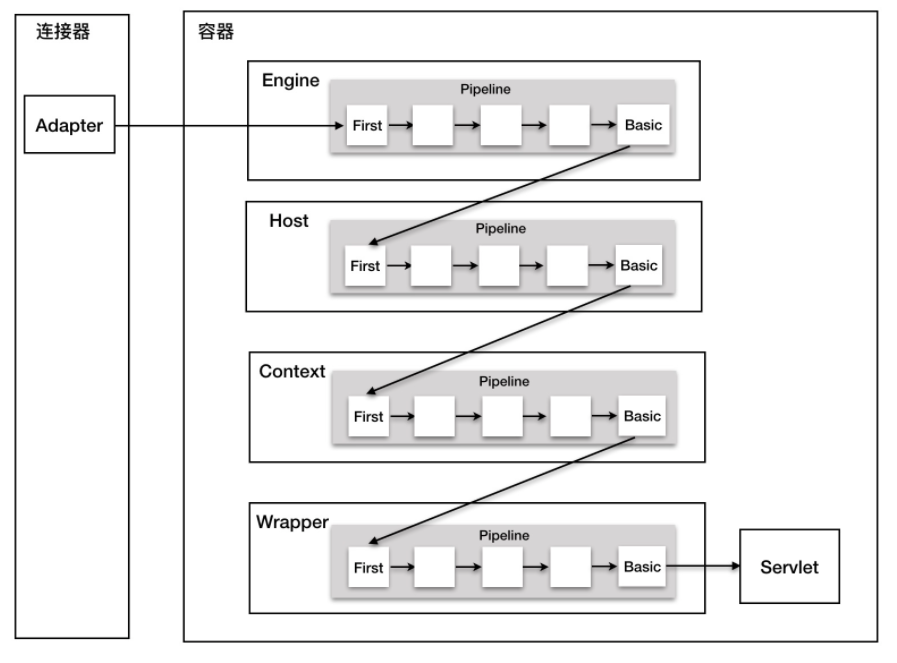 连接器
容器
Adapter
Engine
Pipeline
First
Basic
Host
Pipeline
First
Basic
Context
Pipeline
First
Basic
Wrapper
Pipeline
First
Basic
Servlet